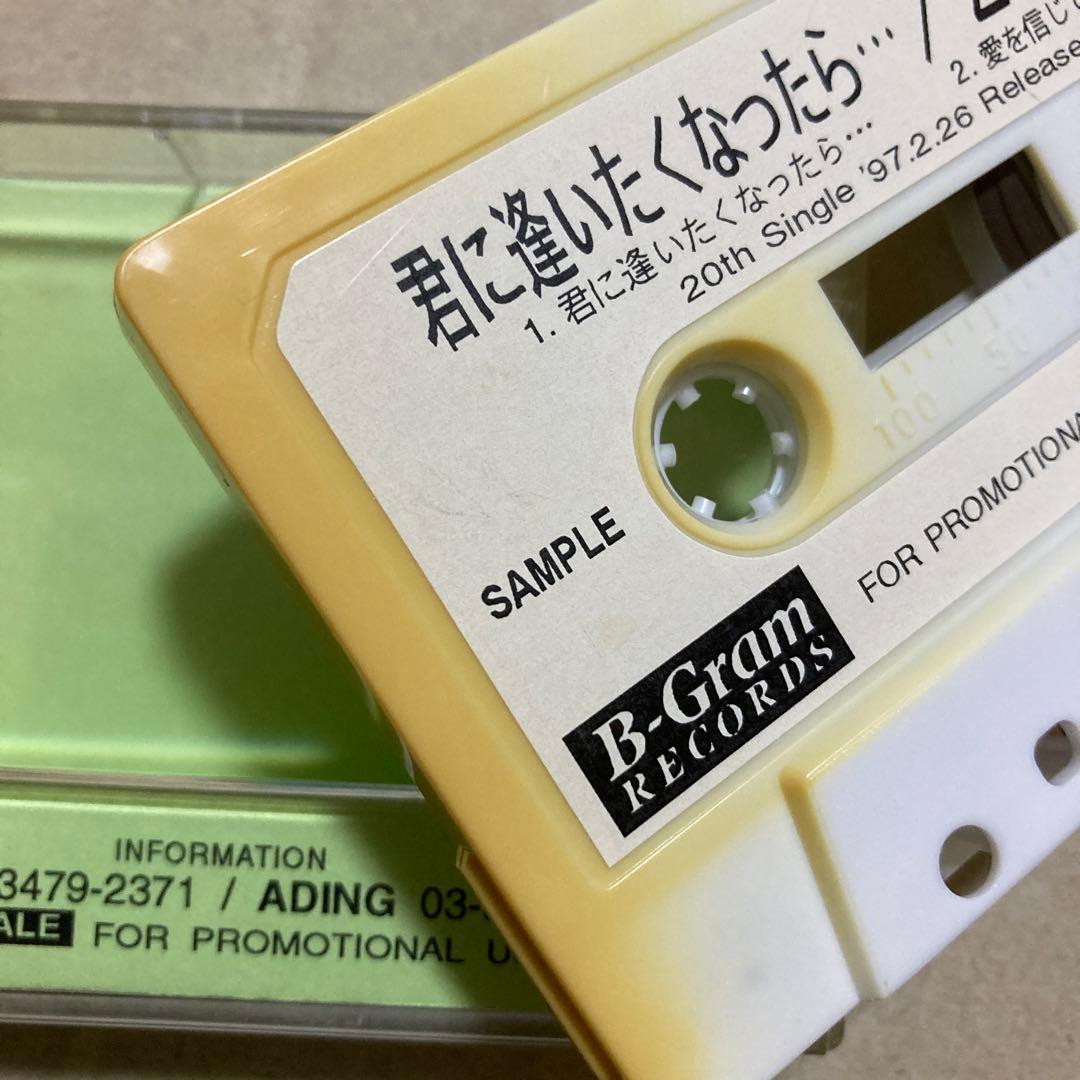 君に逢いたくなったら… /
1. 君に逢いたくなったら…
2. 愛を信じ
20th Single '97.2.26 Release
100 50
SAMPLE
FOR PROMOTIONA
B-Gram
RECORDS
INFORMATION
3479-2371 / ADING 03-
ALE FOR PROMOTIONAL U